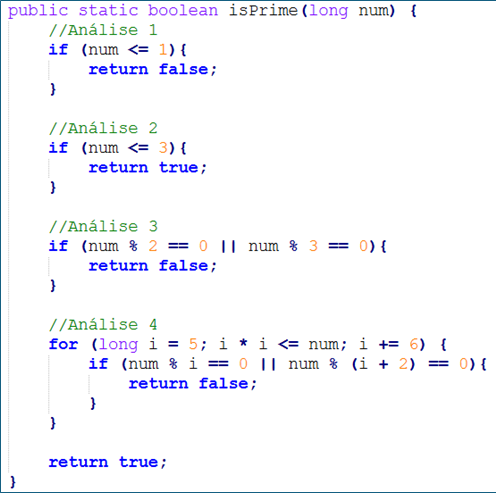 public static boolean isPrime(long num) {
    //Análise 1
    if (num <= 1){
        return false;
    }

    //Análise 2
    if (num <= 3){
        return true;
    }

    //Análise 3
    if (num % 2 == 0 || num % 3 == 0){
        return false;
    }

    //Análise 4
    for (long i = 5; i * i <= num; i += 6) {
        if (num % i == 0 || num % (i + 2) == 0){
            return false;
        }
    }

    return true;
}